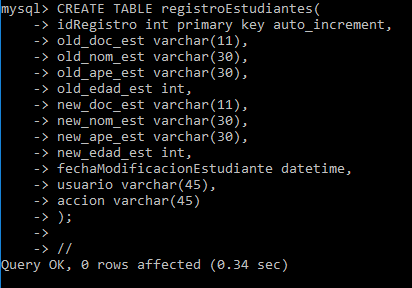 mysql> CREATE TABLE registroEstudiantes(
    -> idRegistro int primary key auto_increment,
    -> old_doc_est varchar(11),
    -> old_nom_est varchar(30),
    -> old_ape_est varchar(30),
    -> old_edad_est int,
    -> new_doc_est varchar(11),
    -> new_nom_est varchar(30),
    -> new_ape_est varchar(30),
    -> new_edad_est int,
    -> fechaModificacionEstudiante datetime,
    -> usuario varchar(45),
    -> accion varchar(45)
    -> );
    ->
    -> //
Query OK, 0 rows affected (0.34 sec)